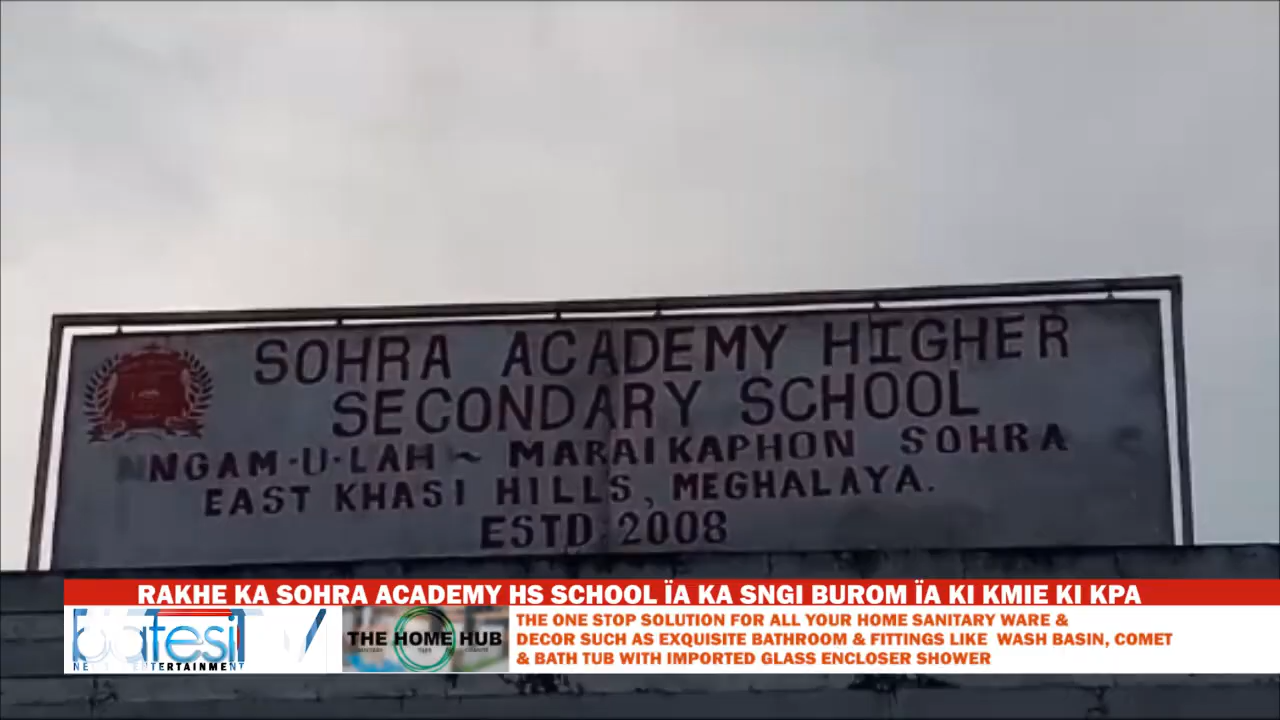 SOHRA ACADEMY HIGHER
SECONDARY SCHOOL
NGAM-U-LAH ~ MARAIKAPHON SOHRA
EAST KHASI HILLS, MEGHALAYA.
ESTD 2008
RAKHE KA SOHRA ACADEMY HS SCHOOL ÏA KA SNGI BUROM ÏA KI KMIE KI KPA
batesi TV
THE HOME HUB
THE ONE STOP SOLUTION FOR ALL YOUR HOME SANITARY WARE &
DECOR SUCH AS EXQUISITE BATHROOM & FITTINGS LIKE WASH BASIN, COMET
& BATH TUB WITH IMPORTED GLASS ENCLOSER SHOWER